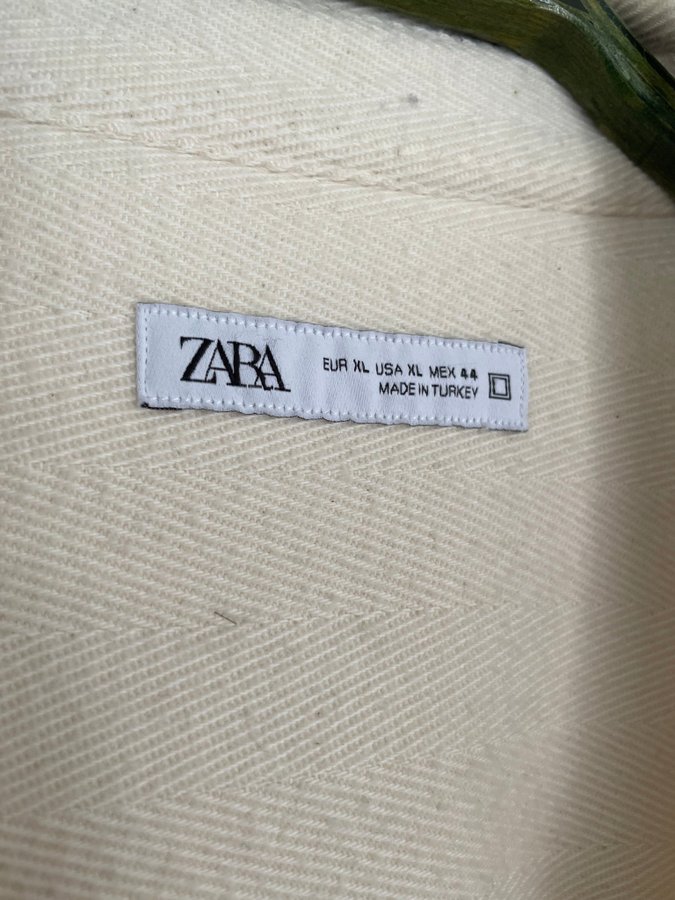 ZARA
EUR XL USA XL MEX 44
MADE IN TURKEY